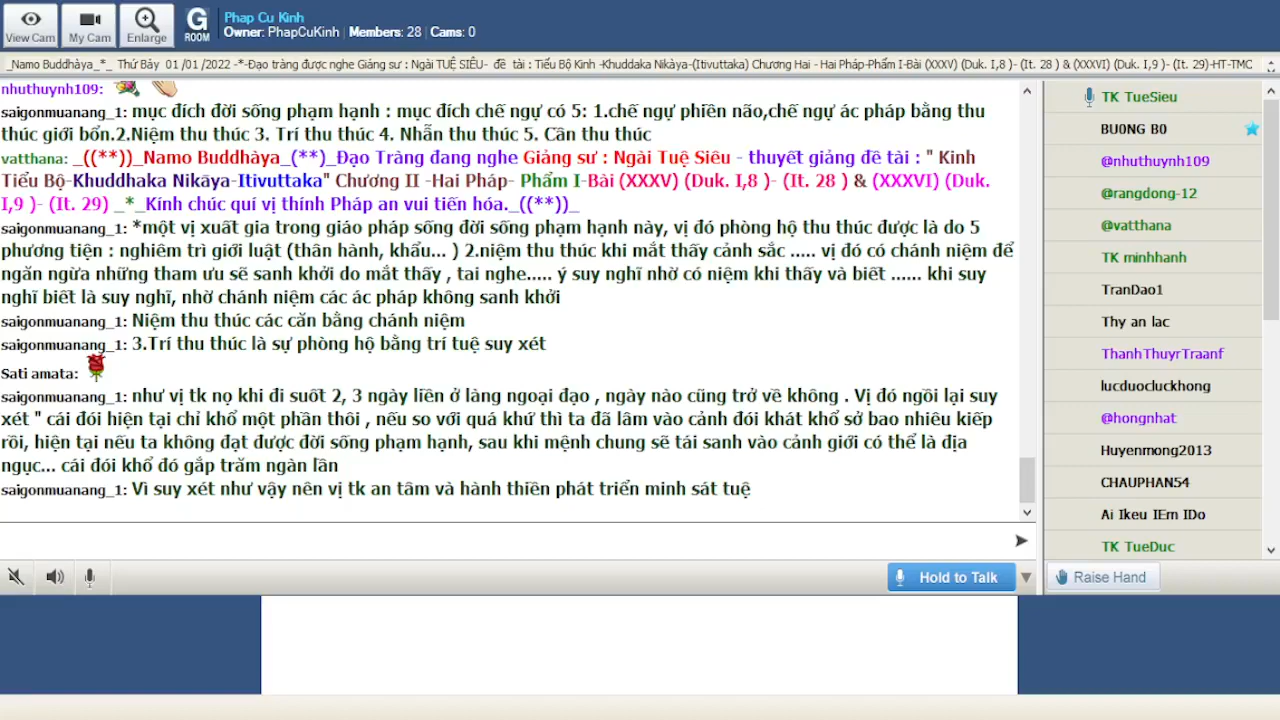 View Cam
My Cam
Enlarge
G
ROOM
Phap Cu Kinh
Owner: PhapCuKinh | Members: 28 | Cams: 0
_Namo Buddhàya_*_ Thứ Bảy 01 /01 /2022 -*-Đạo tràng được nghe Giảng sư : Ngài TUỆ SIÊU- đề tài : Tiểu Bộ Kinh -Khuddaka Nikàya-(Itivuttaka) Chương Hai - Hai Pháp-Phẩm I-Bài (XXXV) (Duk. I,8 )- (It. 28 ) & (XXXVI) (Duk. I,9 )- (It. 29)-HT-TMC
nhuthuynh109:
saigonmuanang_1: mục đích đời sống phạm hạnh : mục đích chế ngự có 5: 1.chế ngự phiền não,chế ngự ác pháp bằng thu
thúc giới bổn.2.Niệm thu thúc 3. Trí thu thúc 4. Nhẫn thu thúc 5. Cần thu thúc
vatthana: _((**))_Namo Buddhàya_(**)_Đạo Tràng đang nghe Giảng sư : Ngài Tuệ Siêu - thuyết giảng đề tài : " Kinh
Tiểu Bộ-Khuddhaka Nikāya-Itivuttaka" Chương II -Hai Pháp- Phẩm I-Bài (XXXV) (Duk. I,8 )- (It. 28 ) & (XXXVI) (Duk.
I,9 )- (It. 29) _*_Kính chúc quí vị thính Pháp an vui tiến hóa._((**))_
saigonmuanang_1: *một vị xuất gia trong giáo pháp sống đời sống phạm hạnh này, vị đó phòng hộ thu thúc được là do 5
phương tiện : nghiêm trì giới luật (thân hành, khẩu... ) 2.niệm thu thúc khi mắt thấy cảnh sắc ..... vị đó có chánh niệm để
ngăn ngừa những tham ưu sẽ sanh khởi do mắt thấy , tai nghe..... ý suy nghĩ nhờ có niệm khi thấy và biết ...... khi suy
nghĩ biết là suy nghĩ, nhờ chánh niệm các ác pháp không sanh khởi
saigonmuanang_1: Niệm thu thúc các căn bằng chánh niệm
saigonmuanang_1: 3.Trí thu thúc là sự phòng hộ bằng trí tuệ suy xét
Sati amata:
saigonmuanang_1: như vị tk nọ khi đi suốt 2, 3 ngày liền ở làng ngoại đạo , ngày nào cũng trở về không . Vị đó ngồi lại suy
xét " cái đói hiện tại chỉ khổ một phần thôi , nếu so với quá khứ thì ta đã lâm vào cảnh đói khát khổ sở bao nhiêu kiếp
rồi, hiện tại nếu ta không đạt được đời sống phạm hạnh, sau khi mệnh chung sẽ tái sanh vào cảnh giới có thể là địa
ngục... cái đói khổ đó gắp trăm ngàn lần
saigonmuanang_1: Vì suy xét như vậy nên vị tk an tâm và hành thiền phát triển minh sát tuệ
Hold to Talk
TK TueSieu
BUONG B0
@nhuthuynh109
@rangdong-12
@vatthana
TK minhhanh
TranDao1
Thy an lac
ThanhThuyrTraanf
lucduocluckhong
@hongnhat
Huyenmong2013
CHAUPHAN54
Ai Ikeu IEm IDo
TK TueDuc
Raise Hand